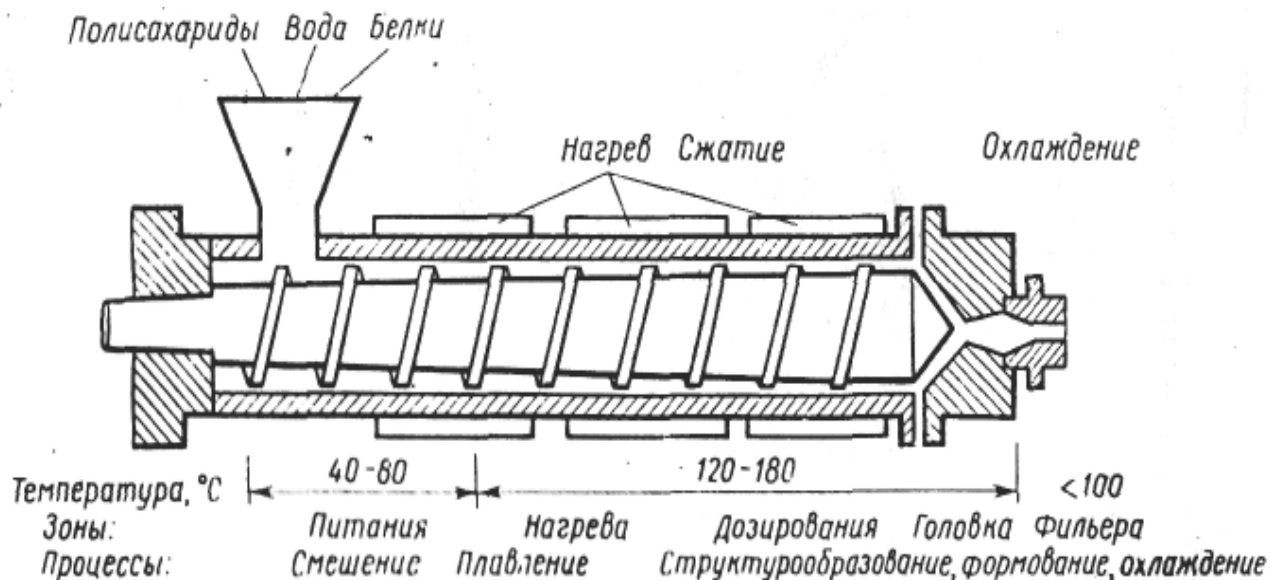 Полисахариды Вода Белки
Нагрев Сжатие
Охлаждение
40-80
120-180
Температура, °С
<100
Зоны: Питания Нагрева Дозирования Головка Фильера
Процессы: Смешение Плавление Структурообразование, формование, охлаждение